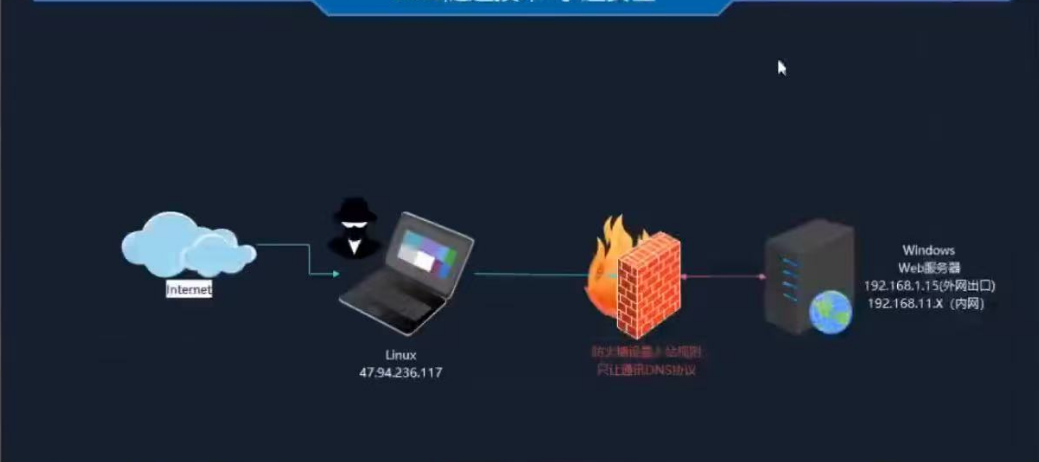 Internet
Linux
47.94.236.117
防火墙设置入站规则
只让通讯DNS协议
Windows
Web服务器
192.168.1.15(外网出口)
192.168.11.X（内网）